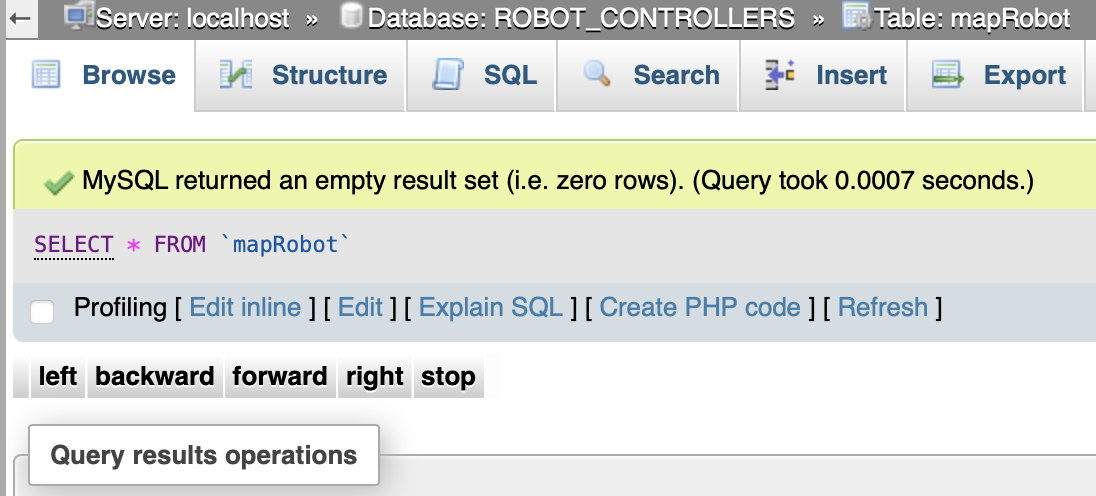 Server: localhost » Database: ROBOT_CONTROLLERS » Table: mapRobot
Browse Structure SQL Search Insert Export
MySQL returned an empty result set (i.e. zero rows). (Query took 0.0007 seconds.)
SELECT * FROM `mapRobot`
Profiling [ Edit inline ] [ Edit ] [ Explain SQL ] [ Create PHP code ] [ Refresh ]
left backward forward right stop
Query results operations